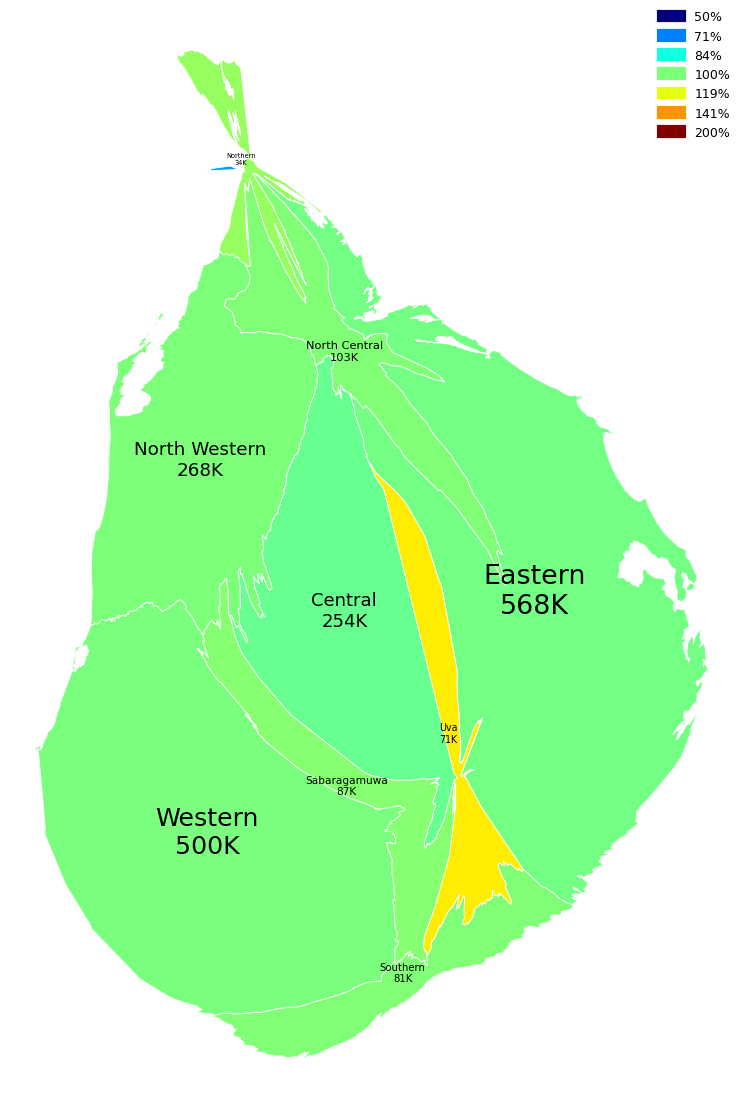 50%
71%
84%
100%
119%
141%
200%
Northern
34K
North Central
103K
North Western
268K
Eastern
568K
Central
254K
Uva
71K
Sabaragamuwa
87K
Western
500K
Southern
81K